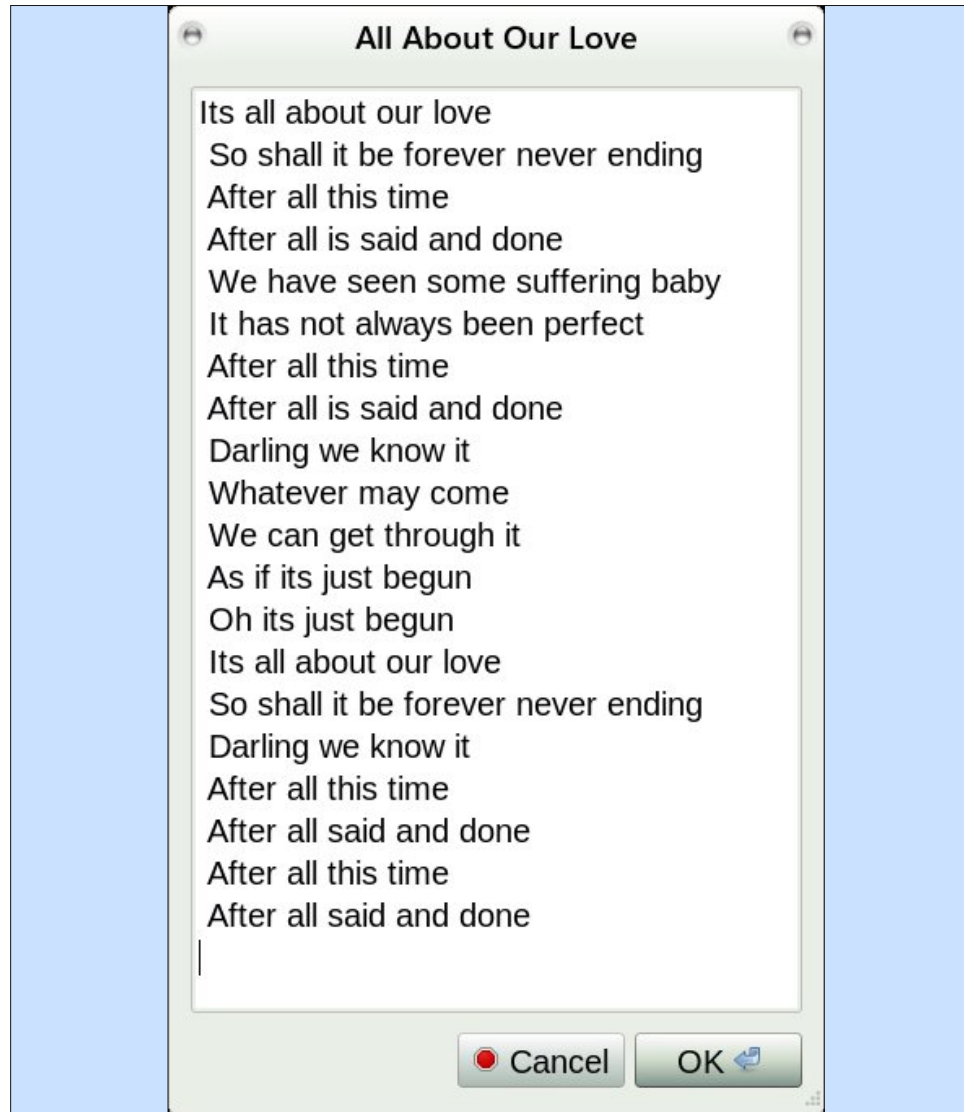 All About Our Love
Its all about our love
So shall it be forever never ending
After all this time
After all is said and done
We have seen some suffering baby
It has not always been perfect
After all this time
After all is said and done
Darling we know it
Whatever may come
We can get through it
As if its just begun
Oh its just begun
Its all about our love
So shall it be forever never ending
Darling we know it
After all this time
After all said and done
After all this time
After all said and done
Cancel OK